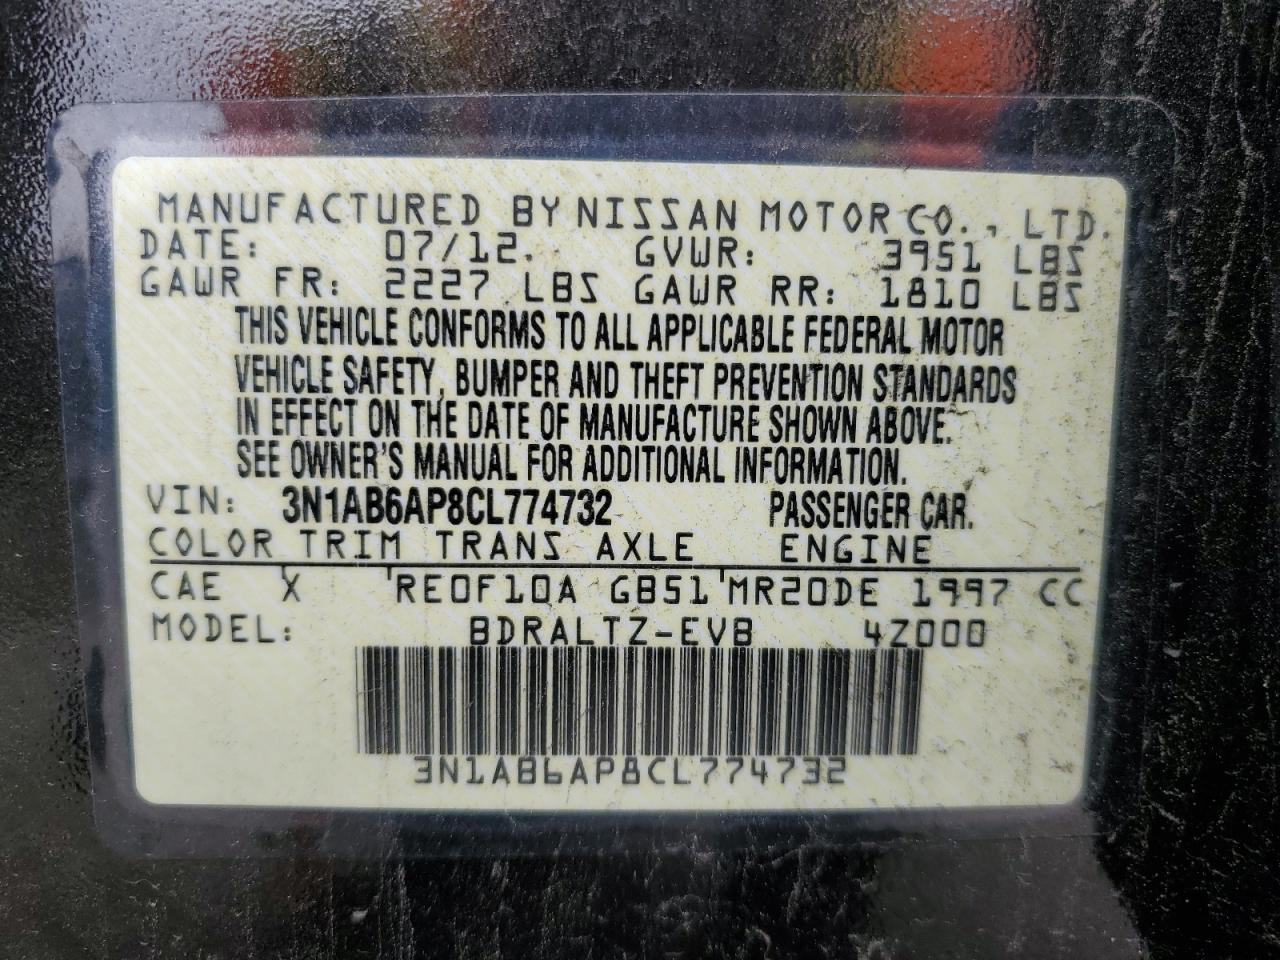 MANUFACTURED BY NISSAN MOTOR CO., LTD.
DATE: 07/12. GVWR: 3951 LBS
GAWR FR: 2227 LBS GAWR RR: 1810 LBS
THIS VEHICLE CONFORMS TO ALL APPLICABLE FEDERAL MOTOR
VEHICLE SAFETY, BUMPER AND THEFT PREVENTION STANDARDS
IN EFFECT ON THE DATE OF MANUFACTURE SHOWN ABOVE.
SEE OWNER'S MANUAL FOR ADDITIONAL INFORMATION.
VIN: 3N1AB6AP8CL774732 PASSENGER CAR.
COLOR TRIM TRANS AXLE ENGINE
CAE X RE0F10A GB51 MR20DE 1997 CC
MODEL: BDRALTZ-EVB 4Z000
3N1AB6AP8CL774732